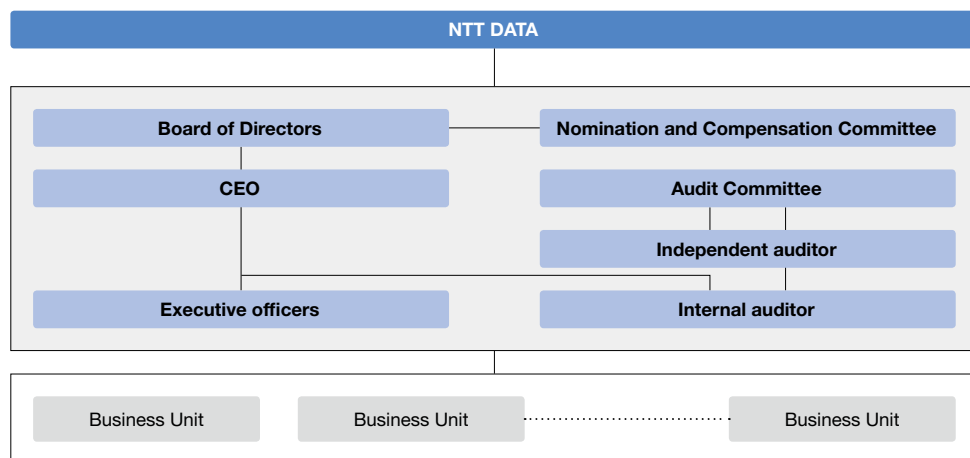 NTT DATA
Board of Directors
Nomination and Compensation Committee
CEO
Audit Committee
Independent auditor
Executive officers
Internal auditor
Business Unit
Business Unit
Business Unit